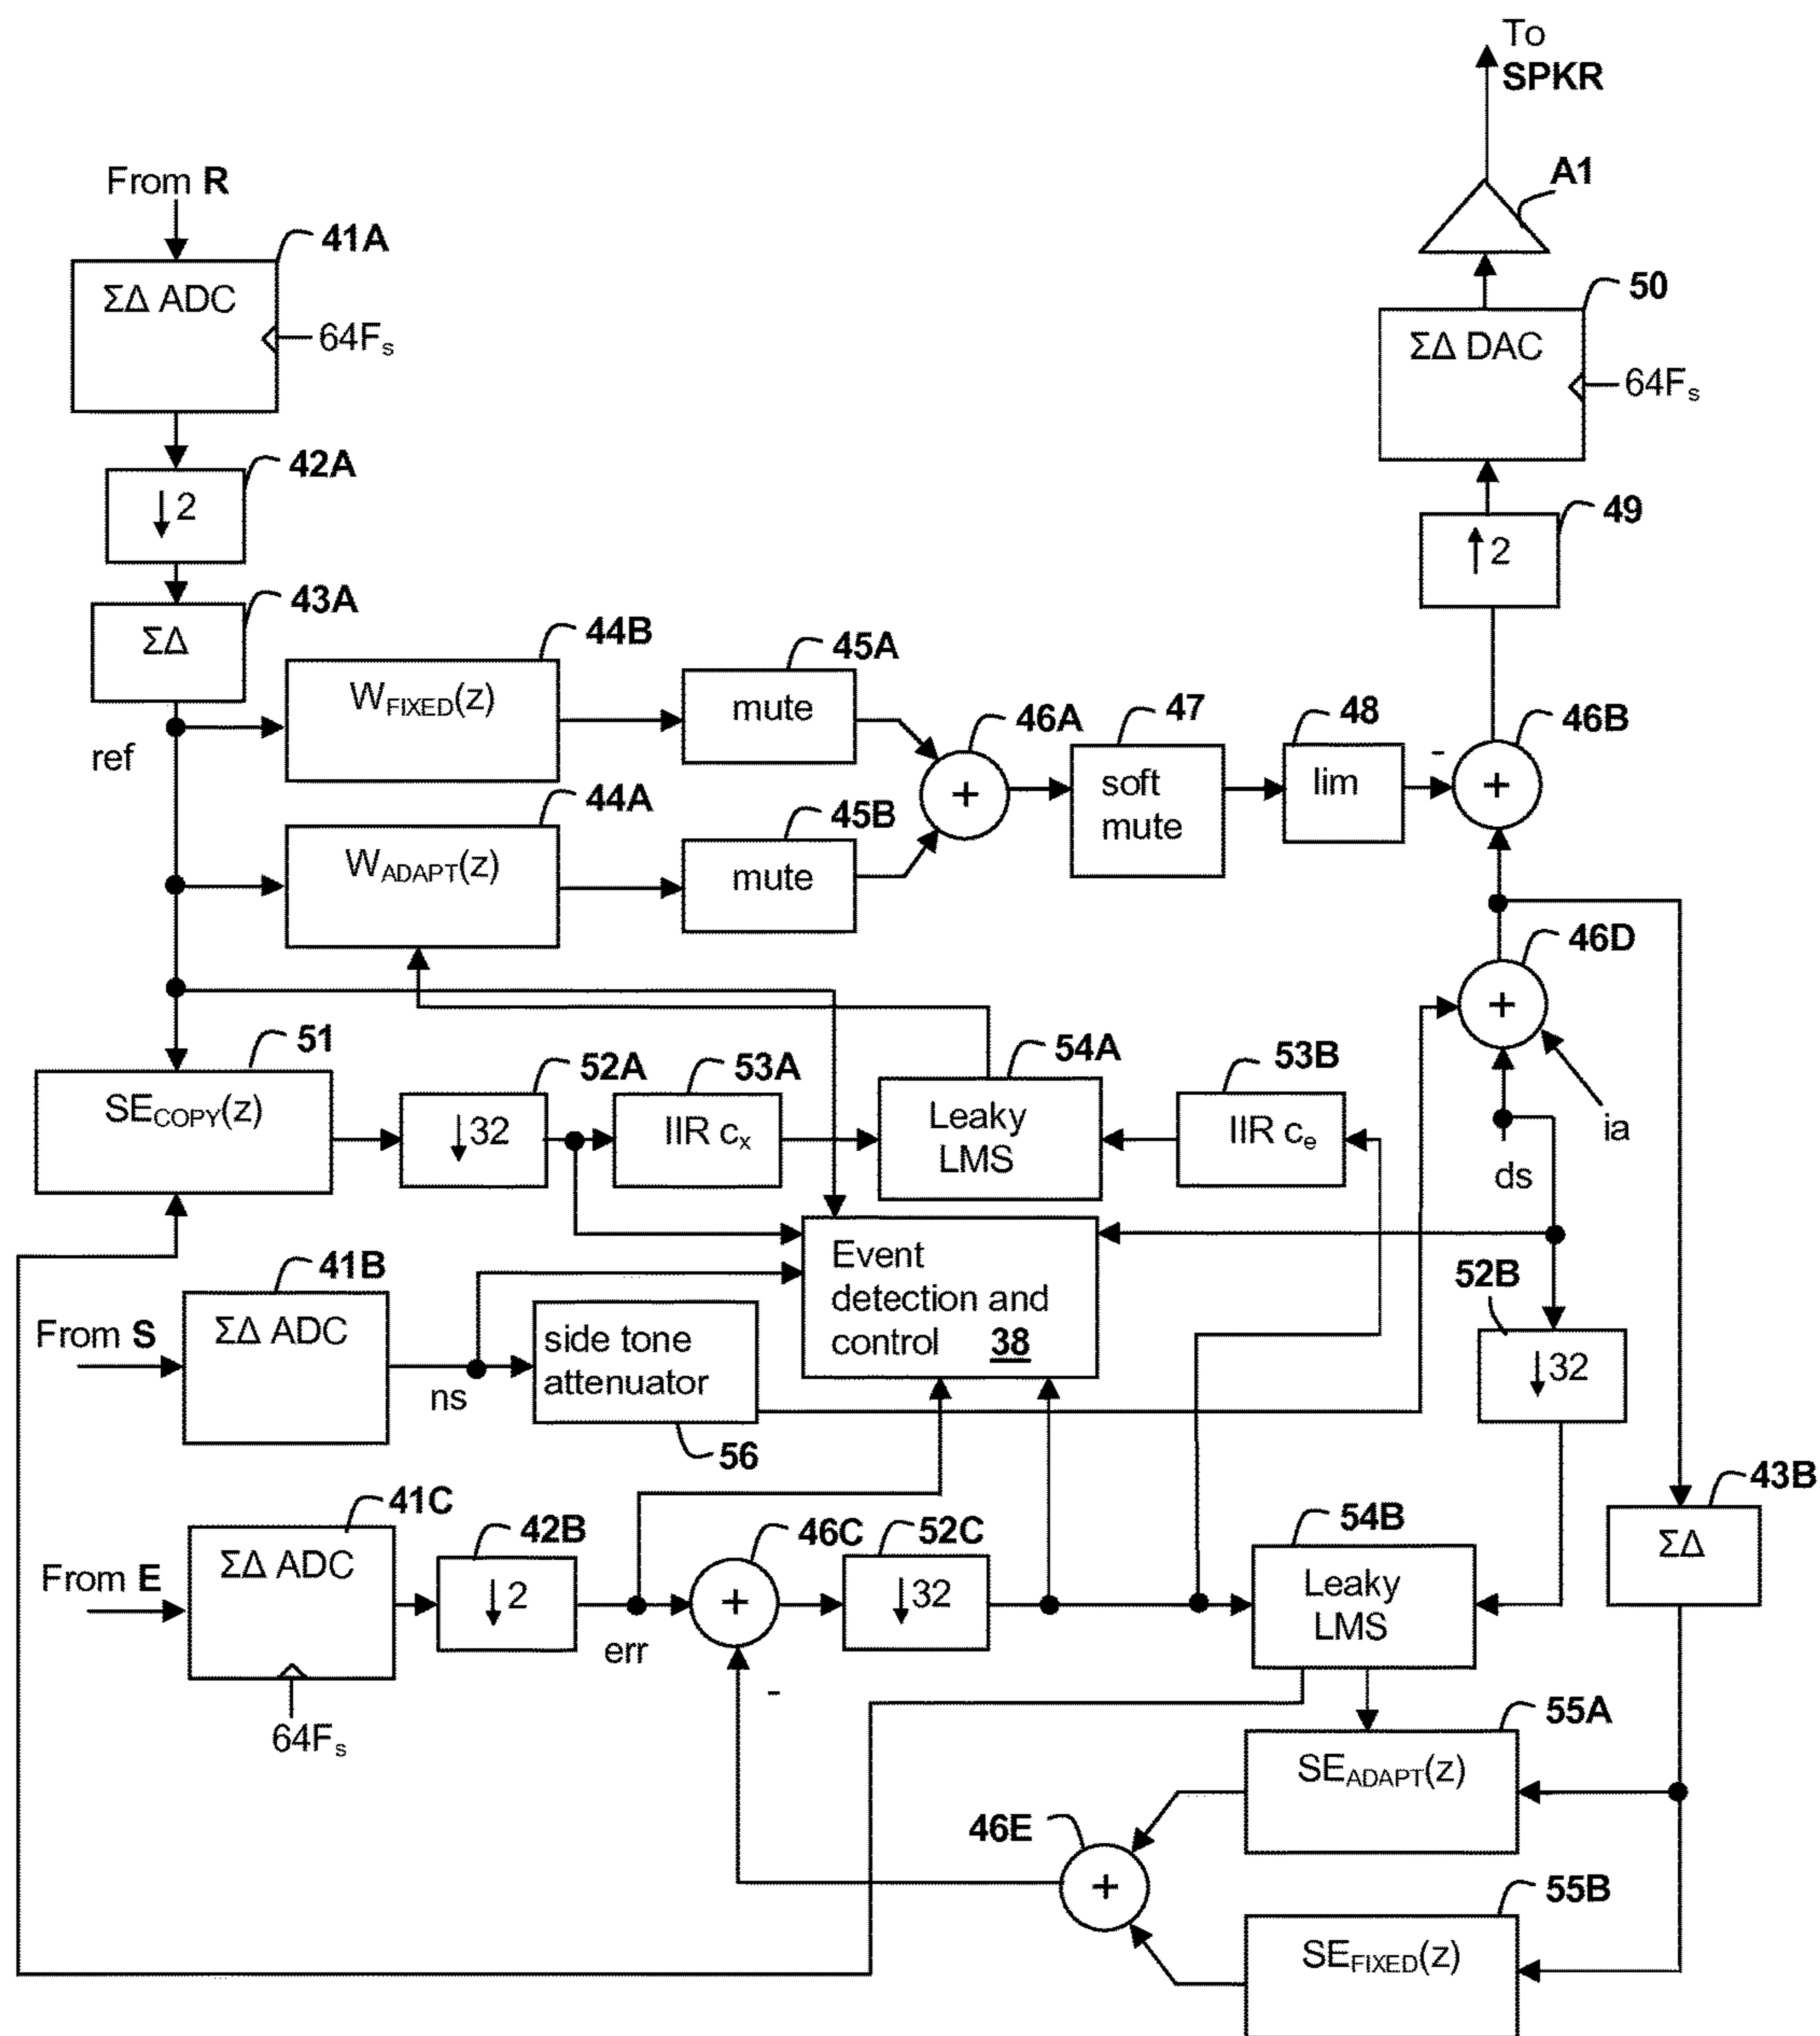 To
SPKR
From R
A1
41A
ΣΔ ADC
64Fs
50
ΣΔ DAC
64Fs
42A
↓2
49
↑2
43A
ΣΔ
ref
44B
WFIXED(z)
45A
mute
46A
+
47
soft
mute
48
lim
-
46B
+
44A
WADAPT(z)
45B
mute
46D
+
ia
ds
51
SECOPY(z)
52A
↓32
53A
IIR cx
54A
Leaky
LMS
53B
IIR ce
41B
From S
ΣΔ ADC
ns
side tone
attenuator
56
Event
detection and
control 38
52B
↓32
43B
ΣΔ
41C
From E
ΣΔ ADC
64Fs
42B
↓2
err
46C
+
-
52C
↓32
54B
Leaky
LMS
55A
SEADAPT(z)
46E
+
55B
SEFIXED(z)